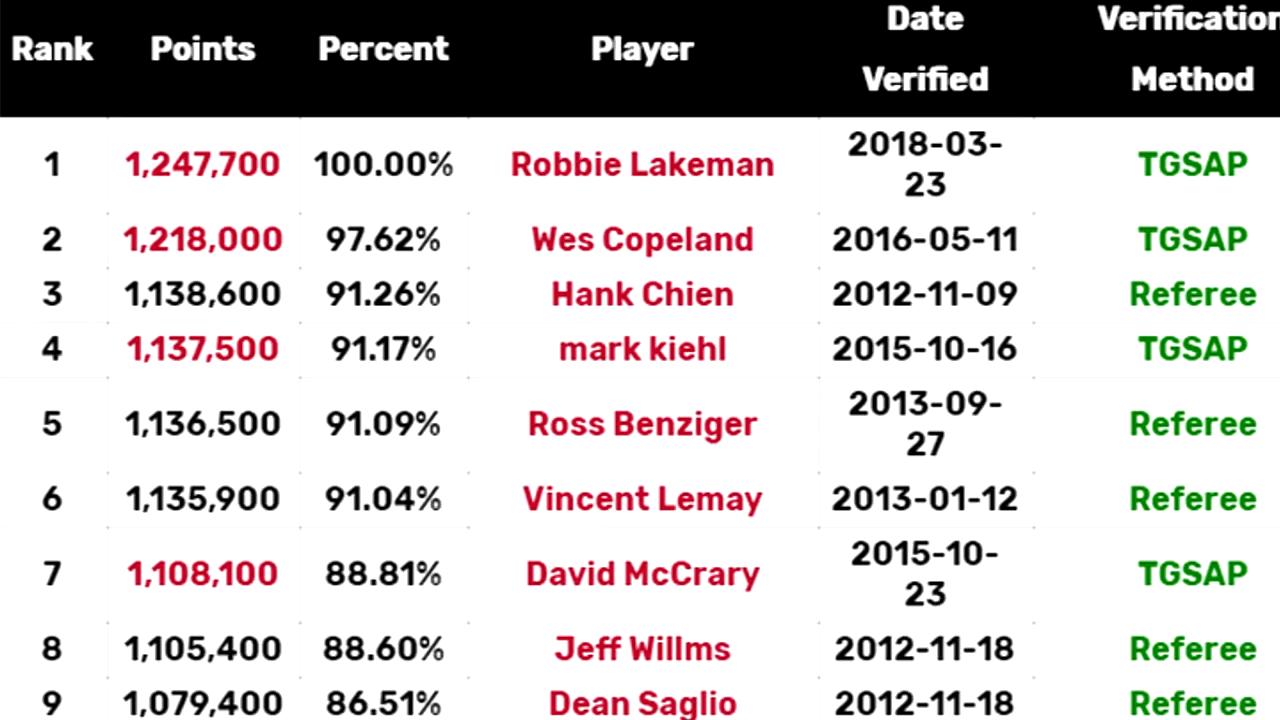 Rank Points Percent Player Date Verified Verification Method
1 1,247,700 100.00% Robbie Lakeman 2018-03-23 TGSAP
2 1,218,000 97.62% Wes Copeland 2016-05-11 TGSAP
3 1,138,600 91.26% Hank Chien 2012-11-09 Referee
4 1,137,500 91.17% mark kiehl 2015-10-16 TGSAP
5 1,136,500 91.09% Ross Benziger 2013-09-27 Referee
6 1,135,900 91.04% Vincent Lemay 2013-01-12 Referee
7 1,108,100 88.81% David McCrary 2015-10-23 TGSAP
8 1,105,400 88.60% Jeff Willms 2012-11-18 Referee
9 1,079,400 86.51% Dean Saglio 2012-11-18 Referee